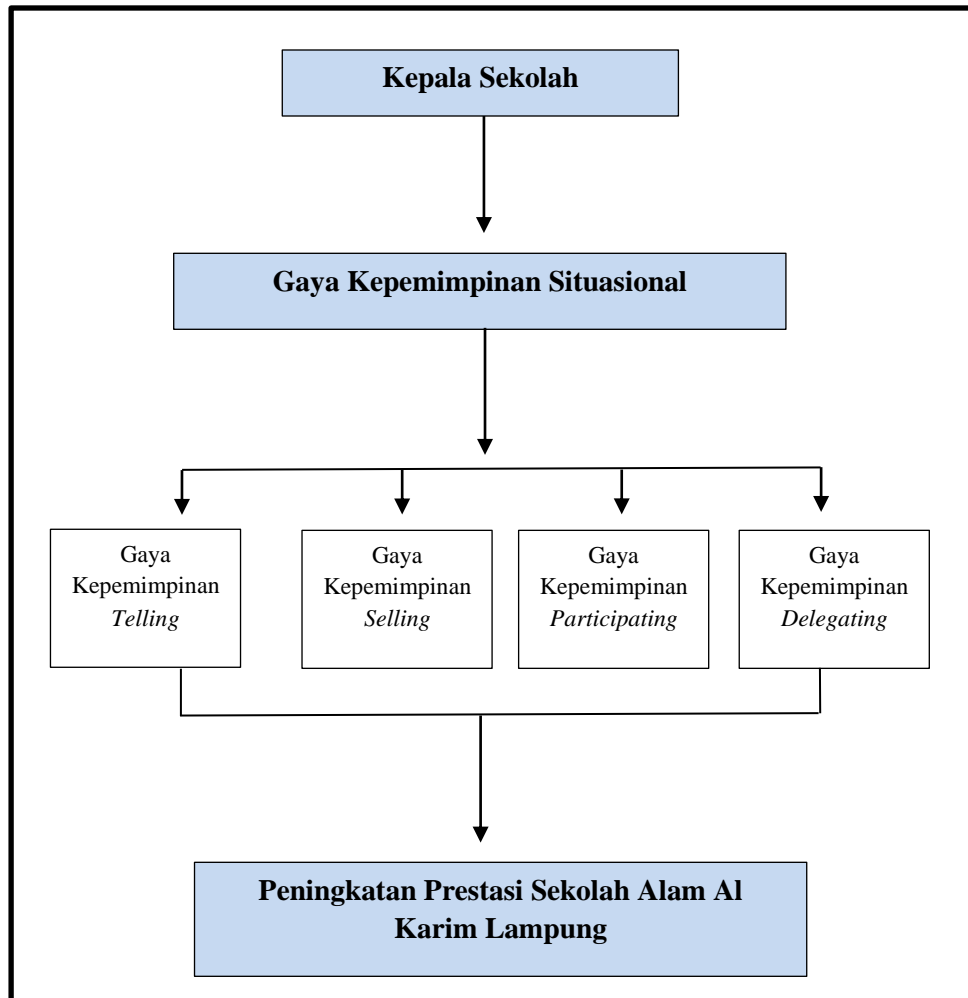 Kepala Sekolah
Gaya Kepemimpinan Situasional
Gaya
Kepemimpinan
Telling
Gaya
Kepemimpinan
Selling
Gaya
Kepemimpinan
Participating
Gaya
Kepemimpinan
Delegating
Peningkatan Prestasi Sekolah Alam Al
Karim Lampung